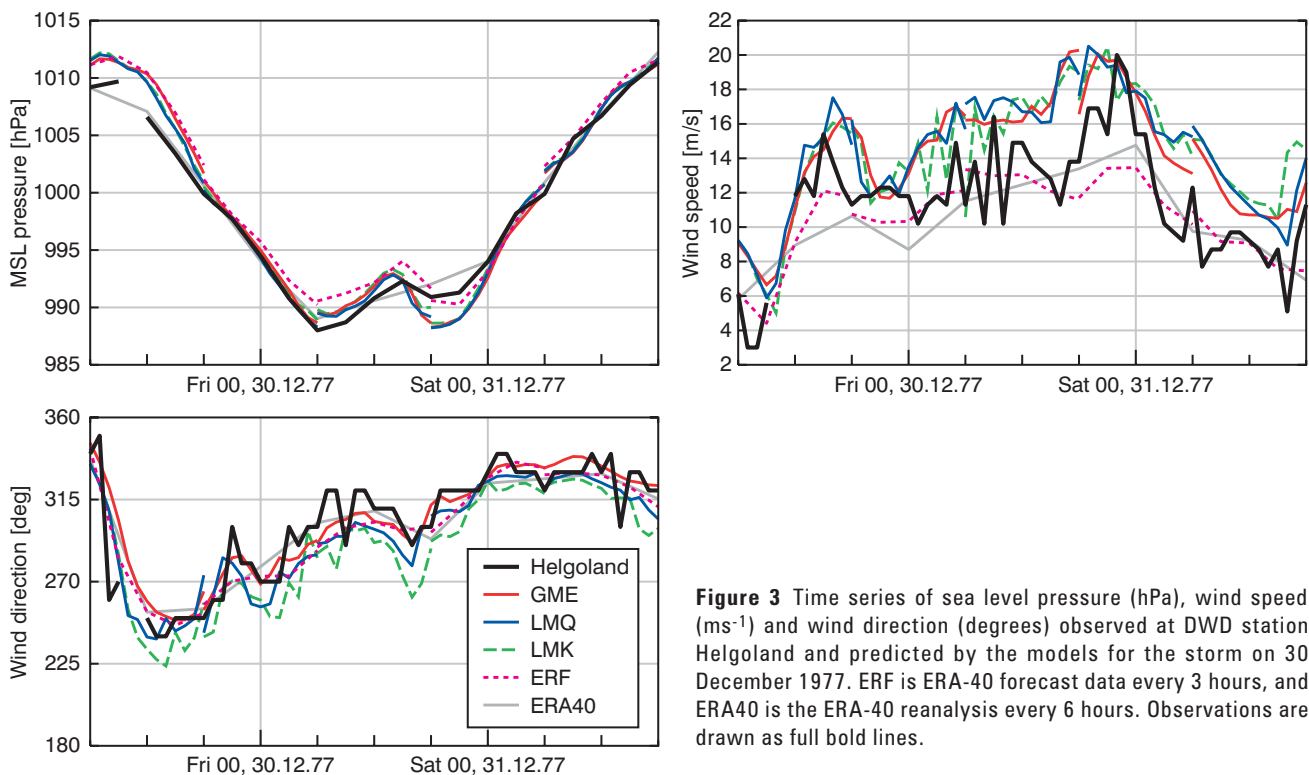 1015
1010
1005
1000
995
990
985
MSL pressure [hPa]
Fri 00, 30.12.77 Sat 00, 31.12.77
22
20
18
16
14
12
10
8
6
4
2
Wind speed [m/s]
Fri 00, 30.12.77 Sat 00, 31.12.77
360
315
270
225
180
Wind direction [deg]
Fri 00, 30.12.77 Sat 00, 31.12.77
Helgoland
GME
LMQ
LMK
ERF
ERA40
Figure 3 Time series of sea level pressure (hPa), wind speed
(ms-1) and wind direction (degrees) observed at DWD station
Helgoland and predicted by the models for the storm on 30
December 1977. ERF is ERA-40 forecast data every 3 hours, and
ERA40 is the ERA-40 reanalysis every 6 hours. Observations are
drawn as full bold lines.